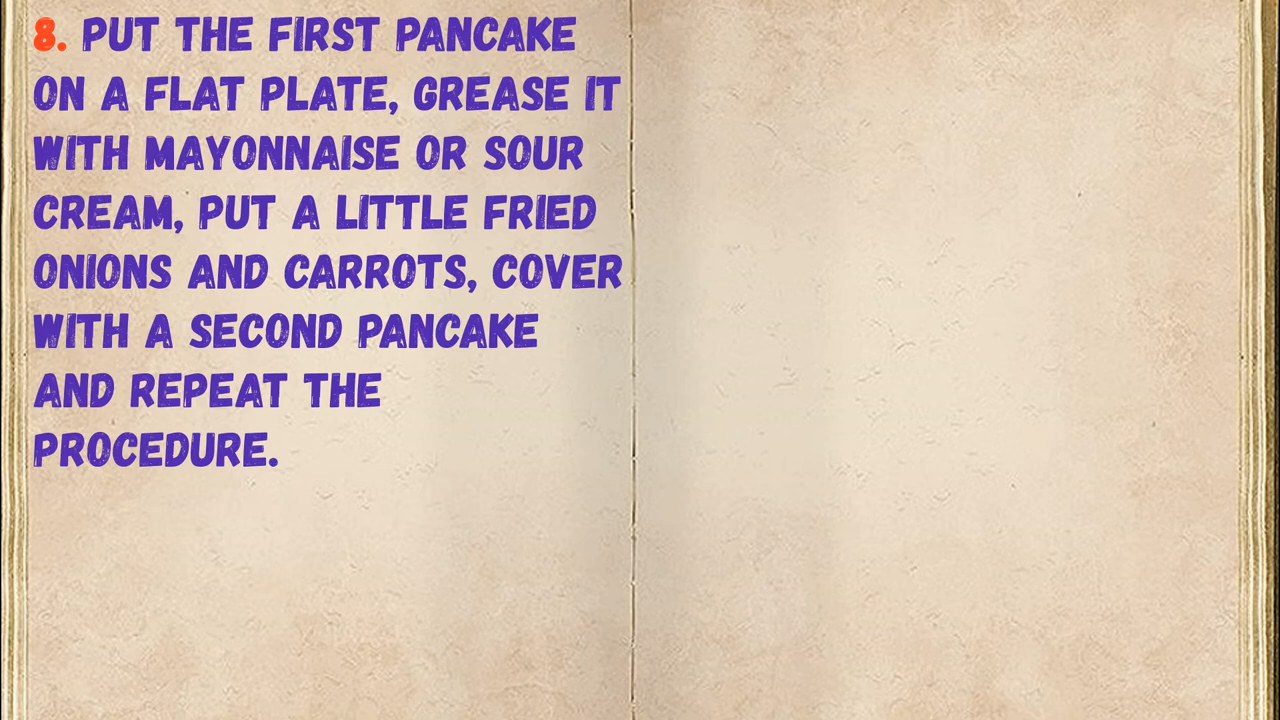 8. PUT THE FIRST PANCAKE
ON A FLAT PLATE, GREASE IT
WITH MAYONNAISE OR SOUR
CREAM, PUT A LITTLE FRIED
ONIONS AND CARROTS, COVER
WITH A SECOND PANCAKE
AND REPEAT THE
PROCEDURE.